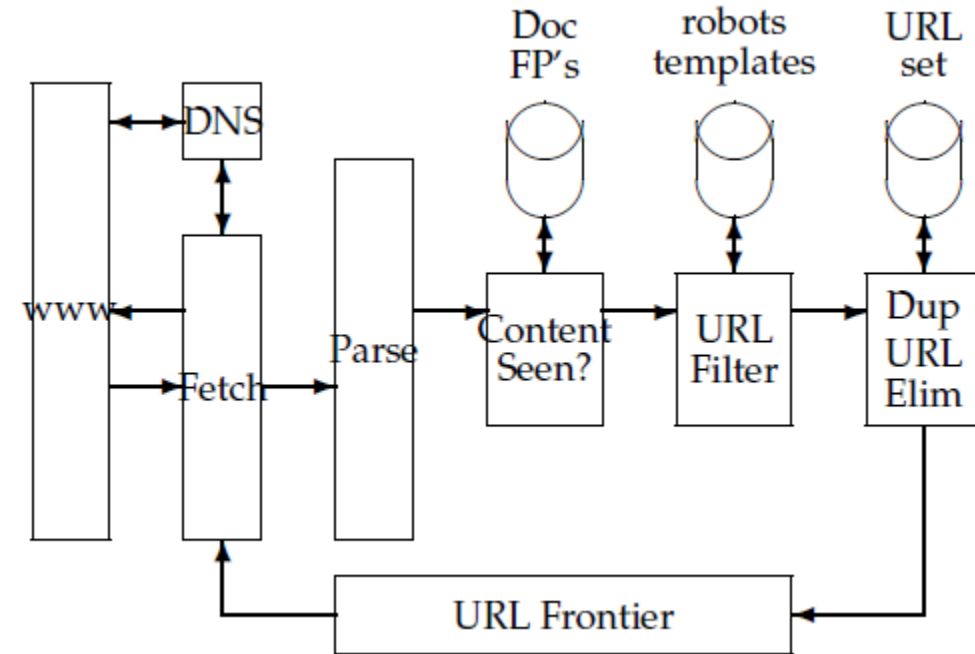 Doc
FP's
robots
templates
URL
set
DNS
www
Fetch
Parse
Content
Seen?
URL
Filter
Dup
URL
Elim
URL Frontier